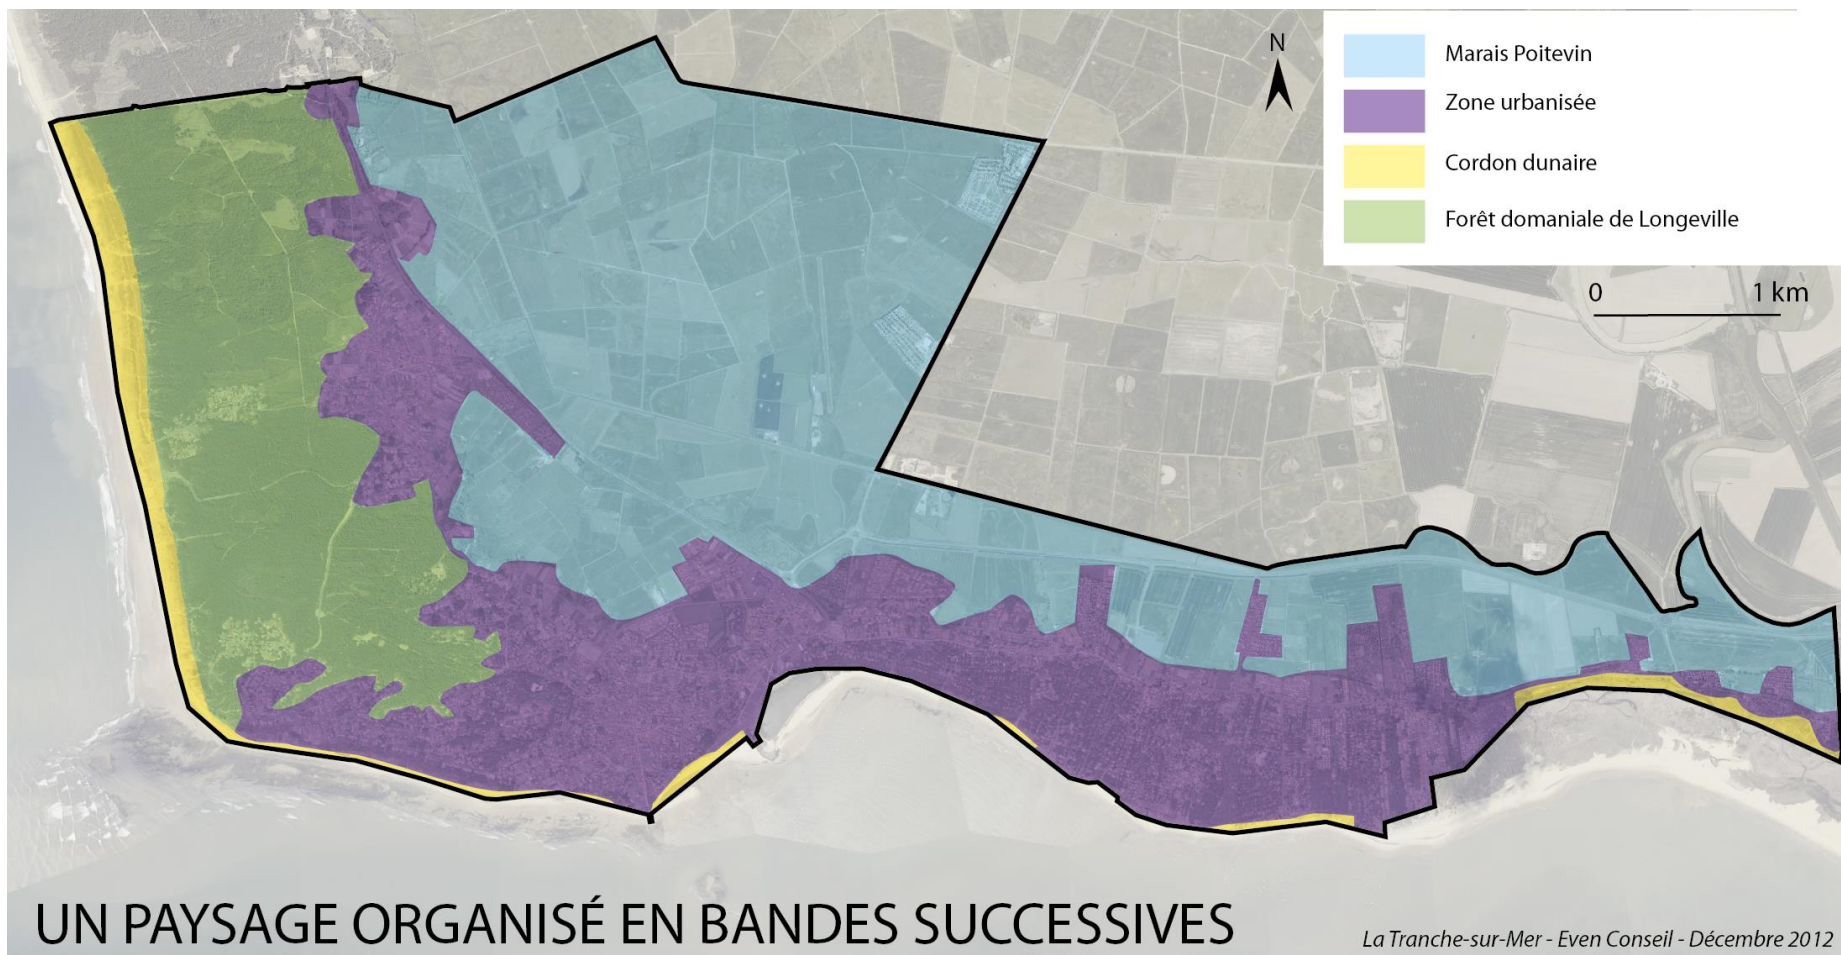 N
Marais Poitevin
Zone urbanisée
Cordon dunaire
Forêt domaniale de Longeville
0 1 km
UN PAYSAGE ORGANISÉ EN BANDES SUCCESSIVES
La Tranche-sur-Mer - Even Conseil - Décembre 2012